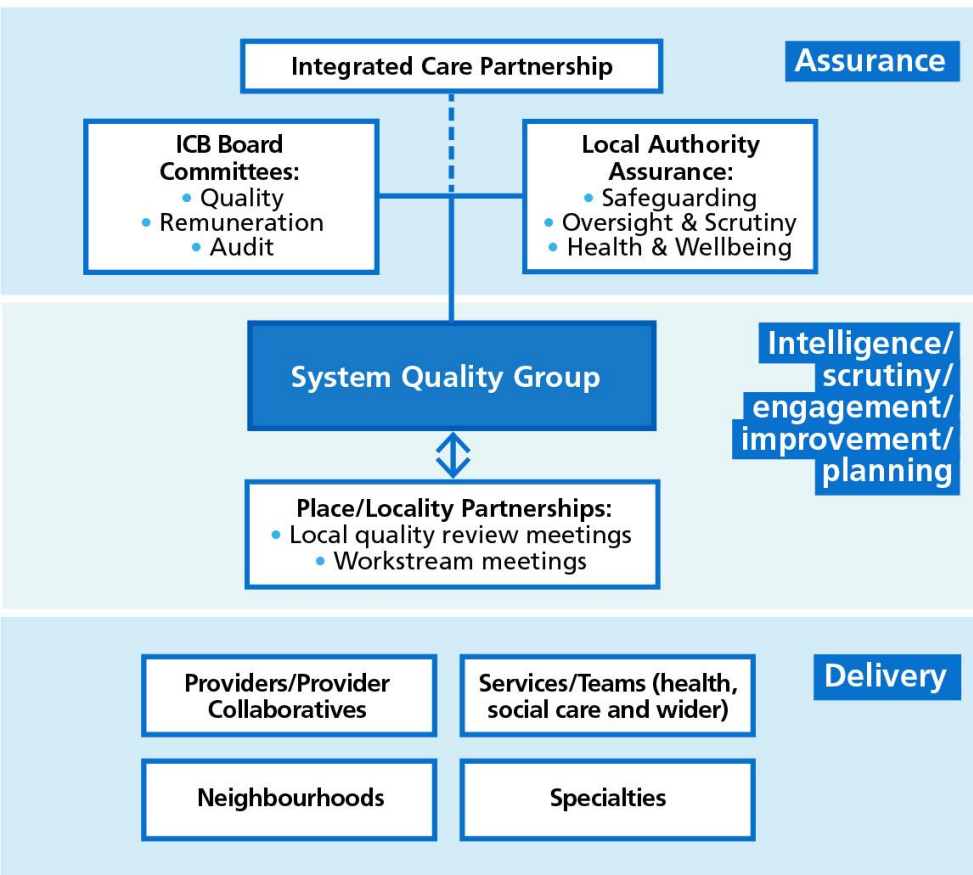 Integrated Care Partnership
Assurance
ICB Board
Committees:
• Quality
• Remuneration
• Audit
Local Authority
Assurance:
• Safeguarding
• Oversight & Scrutiny
• Health & Wellbeing
System Quality Group
Intelligence/
scrutiny/
engagement/
improvement/
planning
Place/Locality Partnerships:
• Local quality review meetings
• Workstream meetings
Delivery
Providers/Provider
Collaboratives
Services/Teams (health,
social care and wider)
Neighbourhoods
Specialties